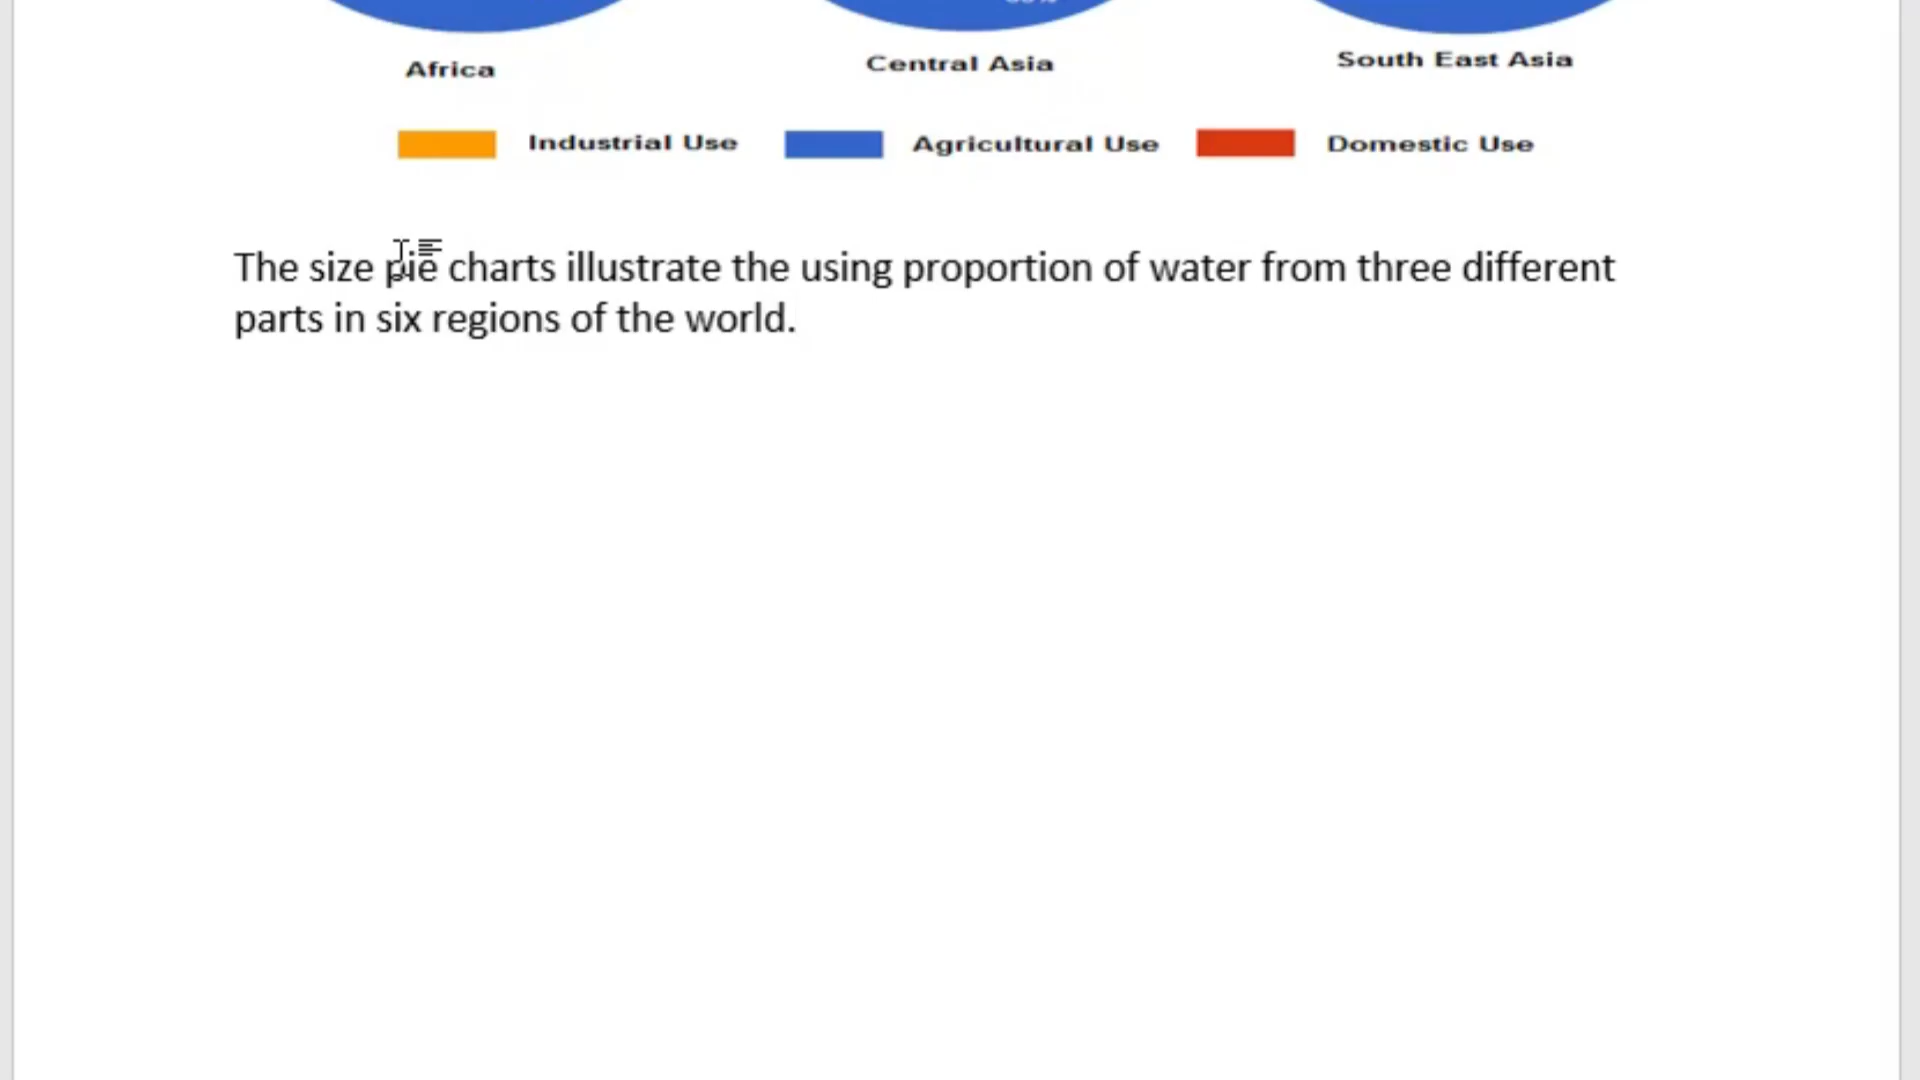 Africa
Central Asia
South East Asia
Industrial Use
Agricultural Use
Domestic Use
The size pie charts illustrate the using proportion of water from three different
parts in six regions of the world.